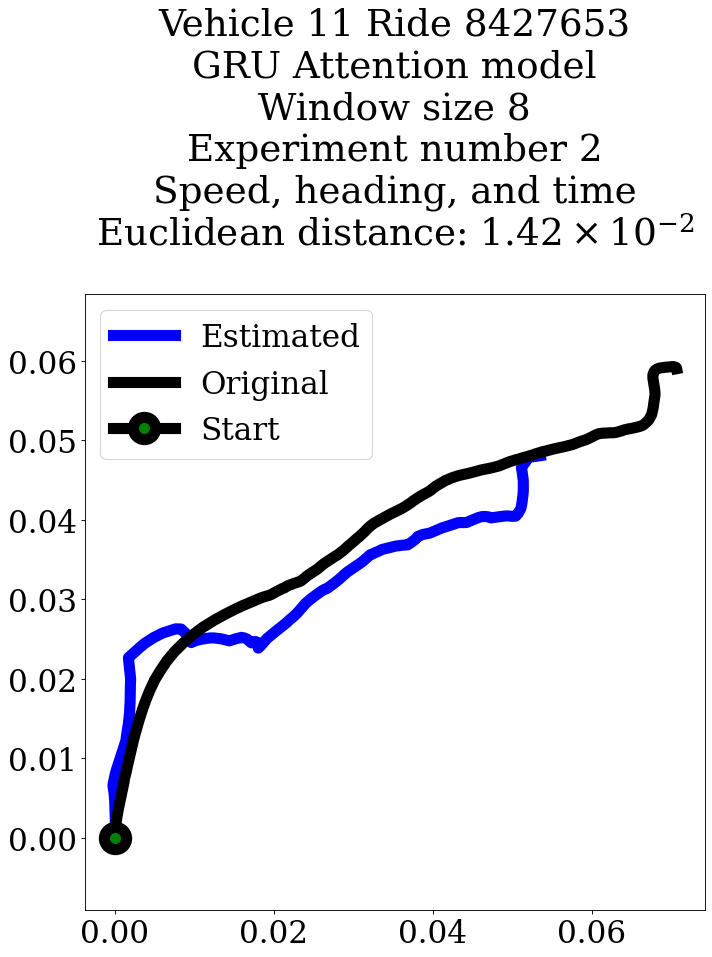 Vehicle 11 Ride 8427653
GRU Attention model
Window size 8
Experiment number 2
Speed, heading, and time
Euclidean distance: 1.42 × 10⁻²
Estimated
Original
Start
0.06
0.05
0.04
0.03
0.02
0.01
0.00
0.00 0.02 0.04 0.06